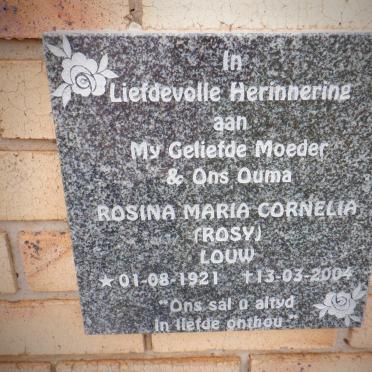 In
Liefdevolle Herinnering
aan
My Geliefde Moeder
& Ons Ouma
ROSINA MARIA CORNELIA
(ROSY)
LOUW
★01-08-1921 †13-03-2004
"Ons sal u altyd
in liefde onthou"